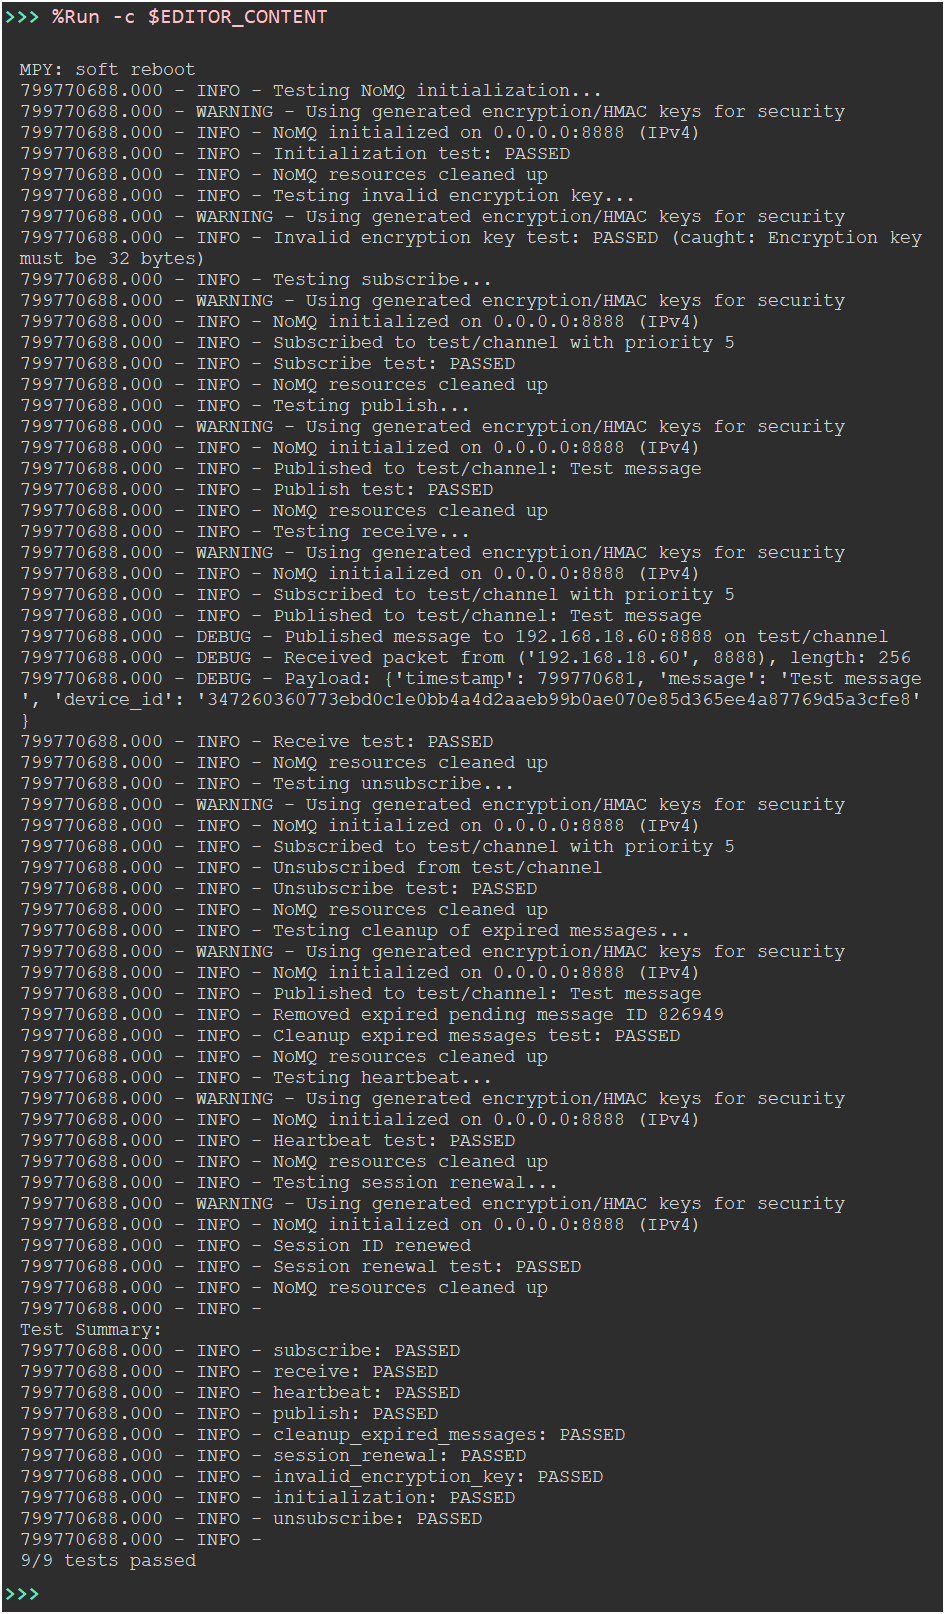 >>> %Run -c $EDITOR_CONTENT
MPY: soft reboot
799770688.000 - INFO - Testing NoMQ initialization...
799770688.000 - WARNING - Using generated encryption/HMAC keys for security
799770688.000 - INFO - NoMQ initialized on 0.0.0.0:8888 (IPv4)
799770688.000 - INFO - Initialization test: PASSED
799770688.000 - INFO - NoMQ resources cleaned up
799770688.000 - INFO - Testing invalid encryption key...
799770688.000 - WARNING - Using generated encryption/HMAC keys for security
799770688.000 - INFO - Invalid encryption key test: PASSED (caught: Encryption key
must be 32 bytes)
799770688.000 - INFO - Testing subscribe...
799770688.000 - WARNING - Using generated encryption/HMAC keys for security
799770688.000 - INFO - NoMQ initialized on 0.0.0.0:8888 (IPv4)
799770688.000 - INFO - Subscribed to test/channel with priority 5
799770688.000 - INFO - Subscribe test: PASSED
799770688.000 - INFO - NoMQ resources cleaned up
799770688.000 - INFO - Testing publish...
799770688.000 - WARNING - Using generated encryption/HMAC keys for security
799770688.000 - INFO - NoMQ initialized on 0.0.0.0:8888 (IPv4)
799770688.000 - INFO - Published to test/channel: Test message
799770688.000 - INFO - Publish test: PASSED
799770688.000 - INFO - NoMQ resources cleaned up
799770688.000 - INFO - Testing receive...
799770688.000 - WARNING - Using generated encryption/HMAC keys for security
799770688.000 - INFO - NoMQ initialized on 0.0.0.0:8888 (IPv4)
799770688.000 - INFO - Subscribed to test/channel with priority 5
799770688.000 - INFO - Published to test/channel: Test message
799770688.000 - DEBUG - Published message to 192.168.18.60:8888 on test/channel
799770688.000 - DEBUG - Received packet from ('192.168.18.60', 8888), length: 256
799770688.000 - DEBUG - Payload: {'timestamp': 799770681, 'message': 'Test message
', 'device_id': '347260360773ebd0c1e0bb4a4d2aaeb99b0ae070e85d365ee4a87769d5a3cfe8'
}
799770688.000 - INFO - Receive test: PASSED
799770688.000 - INFO - NoMQ resources cleaned up
799770688.000 - INFO - Testing unsubscribe...
799770688.000 - WARNING - Using generated encryption/HMAC keys for security
799770688.000 - INFO - NoMQ initialized on 0.0.0.0:8888 (IPv4)
799770688.000 - INFO - Subscribed to test/channel with priority 5
799770688.000 - INFO - Unsubscribed from test/channel
799770688.000 - INFO - Unsubscribe test: PASSED
799770688.000 - INFO - NoMQ resources cleaned up
799770688.000 - INFO - Testing cleanup of expired messages...
799770688.000 - WARNING - Using generated encryption/HMAC keys for security
799770688.000 - INFO - NoMQ initialized on 0.0.0.0:8888 (IPv4)
799770688.000 - INFO - Published to test/channel: Test message
799770688.000 - INFO - Removed expired pending message ID 826949
799770688.000 - INFO - Cleanup expired messages test: PASSED
799770688.000 - INFO - NoMQ resources cleaned up
799770688.000 - INFO - Testing heartbeat...
799770688.000 - WARNING - Using generated encryption/HMAC keys for security
799770688.000 - INFO - NoMQ initialized on 0.0.0.0:8888 (IPv4)
799770688.000 - INFO - Heartbeat test: PASSED
799770688.000 - INFO - NoMQ resources cleaned up
799770688.000 - INFO - Testing session renewal...
799770688.000 - WARNING - Using generated encryption/HMAC keys for security
799770688.000 - INFO - NoMQ initialized on 0.0.0.0:8888 (IPv4)
799770688.000 - INFO - Session ID renewed
799770688.000 - INFO - Session renewal test: PASSED
799770688.000 - INFO - NoMQ resources cleaned up
799770688.000 - INFO -
Test Summary:
799770688.000 - INFO - subscribe: PASSED
799770688.000 - INFO - receive: PASSED
799770688.000 - INFO - heartbeat: PASSED
799770688.000 - INFO - publish: PASSED
799770688.000 - INFO - cleanup_expired_messages: PASSED
799770688.000 - INFO - session_renewal: PASSED
799770688.000 - INFO - invalid_encryption_key: PASSED
799770688.000 - INFO - initialization: PASSED
799770688.000 - INFO - unsubscribe: PASSED
799770688.000 - INFO -
9/9 tests passed
>>>